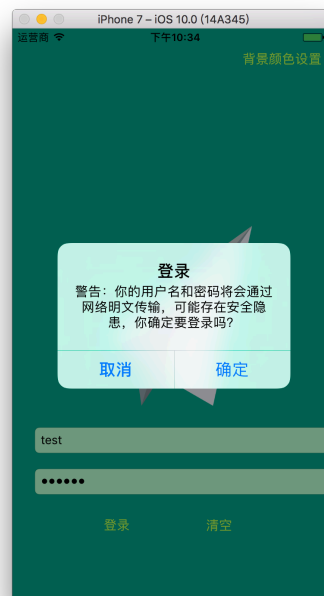 iPhone 7 – iOS 10.0 (14A345)
运营商 下午10:34
背景颜色设置
登录
警告：你的用户名和密码将会通过
网络明文传输，可能存在安全隐
患，你确定要登录吗？
取消 确定
test
●●●●●●
登录 清空